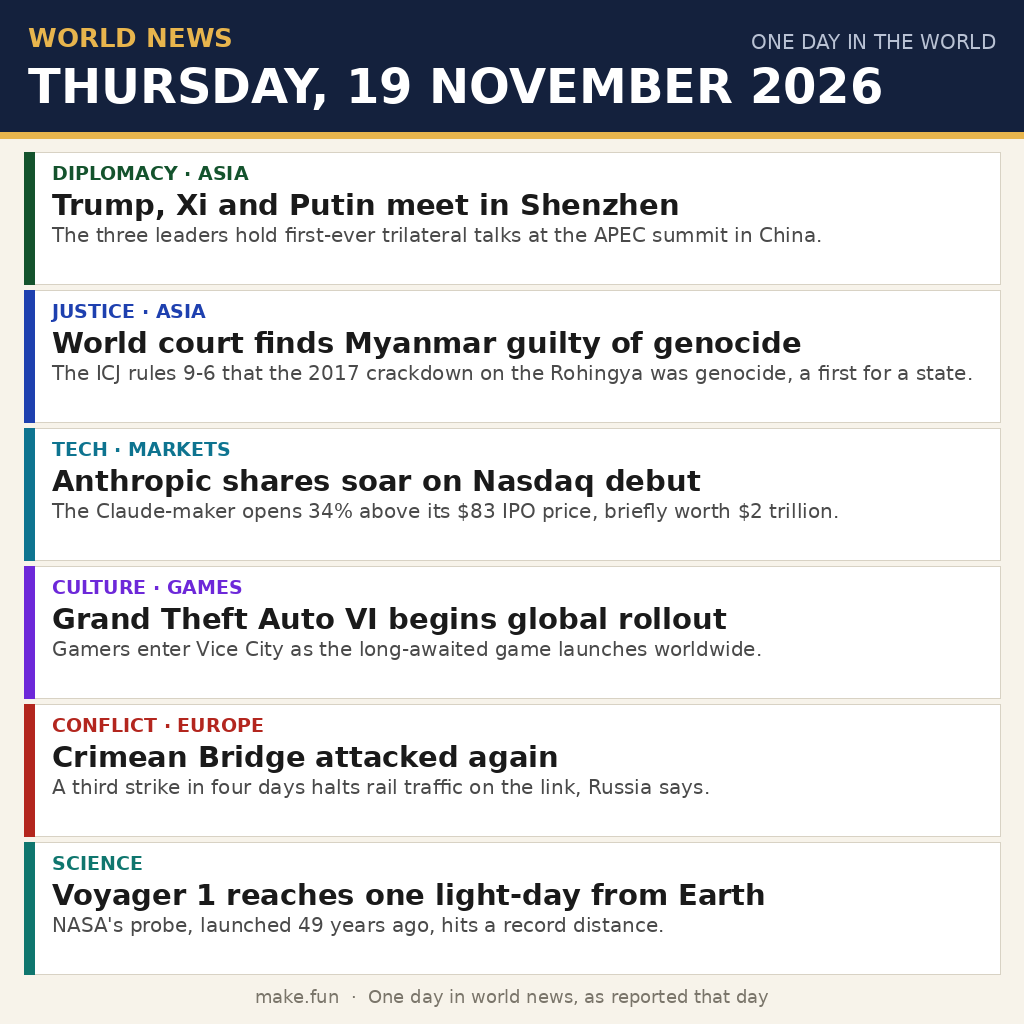 WORLD NEWS
ONE DAY IN THE WORLD
THURSDAY, 19 NOVEMBER 2026
DIPLOMACY · ASIA
Trump, Xi and Putin meet in Shenzhen
The three leaders hold first-ever trilateral talks at the APEC summit in China.
JUSTICE · ASIA
World court finds Myanmar guilty of genocide
The ICJ rules 9-6 that the 2017 crackdown on the Rohingya was genocide, a first for a state.
TECH · MARKETS
Anthropic shares soar on Nasdaq debut
The Claude-maker opens 34% above its $83 IPO price, briefly worth $2 trillion.
CULTURE · GAMES
Grand Theft Auto VI begins global rollout
Gamers enter Vice City as the long-awaited game launches worldwide.
CONFLICT · EUROPE
Crimean Bridge attacked again
A third strike in four days halts rail traffic on the link, Russia says.
SCIENCE
Voyager 1 reaches one light-day from Earth
NASA's probe, launched 49 years ago, hits a record distance.
make.fun · One day in world news, as reported that day